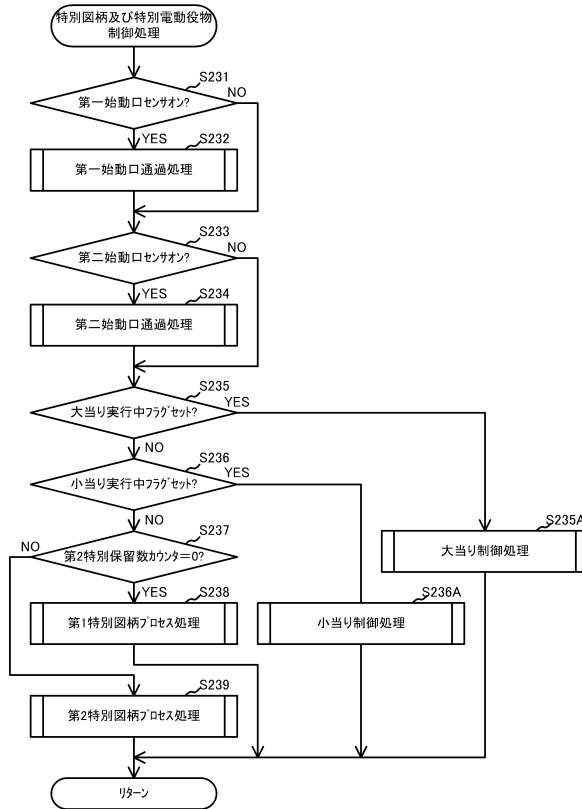 特別図柄及び特別電動役物
制御処理
S231
第一始動口センサオン?
NO
YES
S232
第一始動口通過処理
S233
第二始動口センサオン?
NO
YES
S234
第二始動口通過処理
S235
大当り実行中フラグセット?
YES
NO
S236
小当り実行中フラグセット?
YES
NO
S237
NO
第2特別保留数カウンタ=0?
YES
S235A
大当り制御処理
S238
第1特別図柄プロセス処理
S236A
小当り制御処理
S239
第2特別図柄プロセス処理
リターン